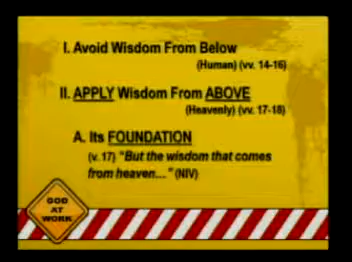 I. Avoid Wisdom From Below
(Human) (vv. 14-16)
II. APPLY Wisdom From ABOVE
(Heavenly) (vv. 17-18)
A. Its FOUNDATION
(v. 17) "But the wisdom that comes
from heaven..." (NIV)
GOD
AT
WORK